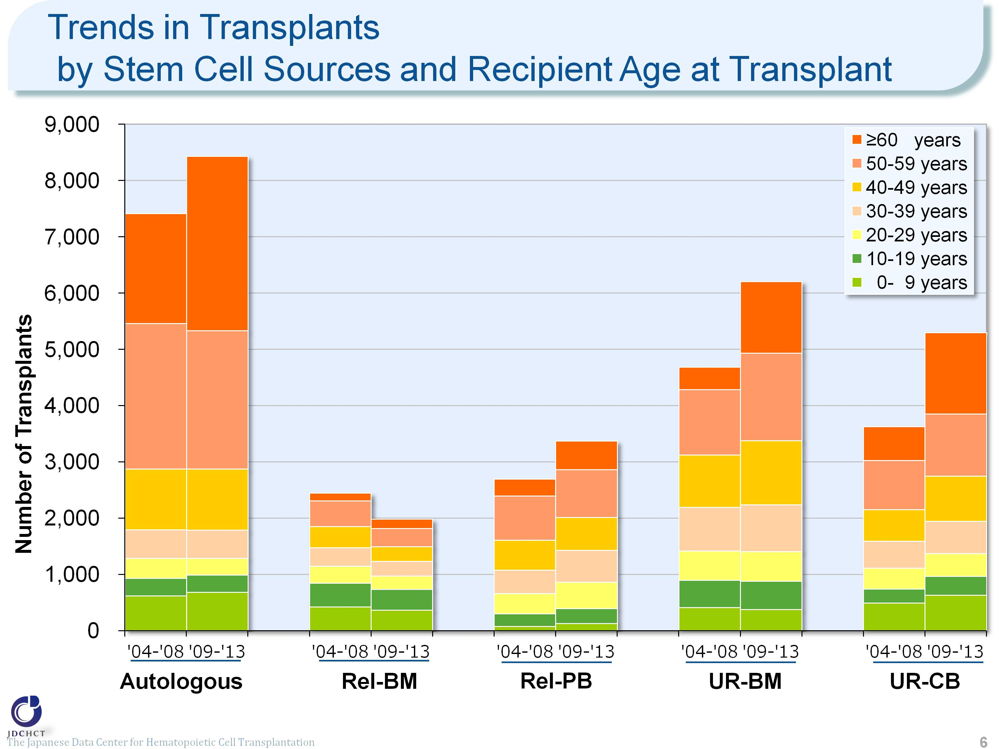 Trends in Transplants
by Stem Cell Sources and Recipient Age at Transplant
Number of Transplants
9,000
8,000
7,000
6,000
5,000
4,000
3,000
2,000
1,000
0
≥60 years
50-59 years
40-49 years
30-39 years
20-29 years
10-19 years
0- 9 years
'04-'08 '09-'13 '04-'08 '09-'13 '04-'08 '09-'13 '04-'08 '09-'13 '04-'08 '09-'13
Autologous Rel-BM Rel-PB UR-BM UR-CB
JDCHCT
The Japanese Data Center for Hematopoietic Cell Transplantation
6